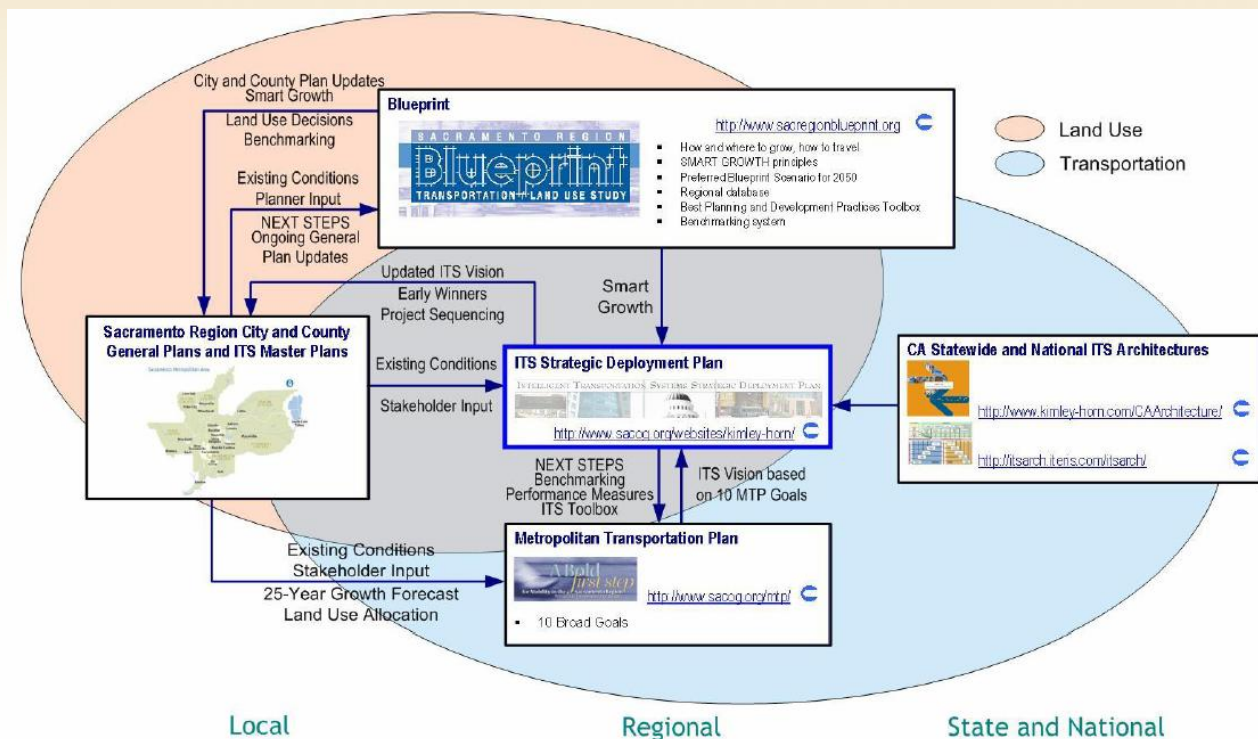 City and County Plan Updates
Smart Growth
Land Use Decisions
Benchmarking
Existing Conditions
Planner Input
NEXT STEPS
Ongoing General
Plan Updates
Blueprint
http://www.sacregionblueprint.org
SACRAMENTO REGION
Blueprint
TRANSPORTATION LAND USE STUDY
▪ How and where to grow, how to travel
▪ SMART GROWTH principles
▪ Preferred Blueprint Scenario for 2050
▪ Regional database
▪ Best Planning and Development Practices Toolbox
▪ Benchmarking system
Land Use
Transportation
Updated ITS Vision
Early Winners
Project Sequencing
Smart
Growth
Sacramento Region City and County
General Plans and ITS Master Plans
Existing Conditions
Stakeholder Input
ITS Strategic Deployment Plan
INTELLIGENT TRANSPORTATION SYSTEMS STRATEGIC DEPLOYMENT PLAN
http://www.sacog.org/websites/kimley-horn/
CA Statewide and National ITS Architectures
http://www.kimley-horn.com/CAArchitecture/
http://itsarch.iteris.com/itsarch/
NEXT STEPS
Benchmarking
Performance Measures
ITS Toolbox
ITS Vision based
on 10 MTP Goals
Existing Conditions
Stakeholder Input
25-Year Growth Forecast
Land Use Allocation
Metropolitan Transportation Plan
A Bold
first step
http://www.sacog.org/mtp/
▪ 10 Broad Goals
Local
Regional
State and National